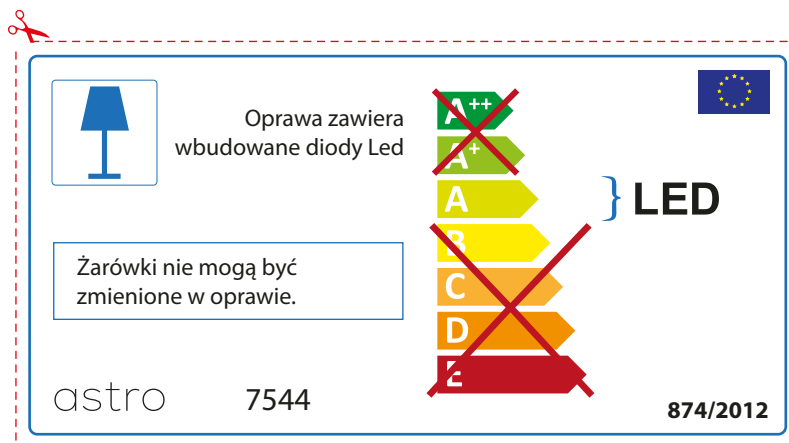 Oprawa zawiera
wbudowane diody Led
A++
A+
A
B
C
D
E
LED
Żarówki nie mogą być
zmienione w oprawie.
astro
7544
874/2012